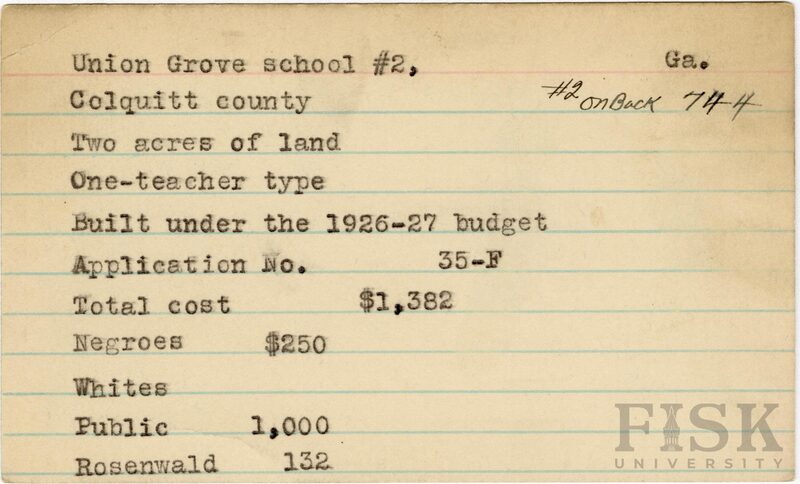 Union Grove school #2, Ga.
Colquitt county #2 on Back 744
Two acres of land
One-teacher type
Built under the 1926-27 budget
Application No. 35-F
Total cost $1,382
Negroes $250
Whites
Public 1,000
Rosenwald 132
FISK
UNIVERSITY